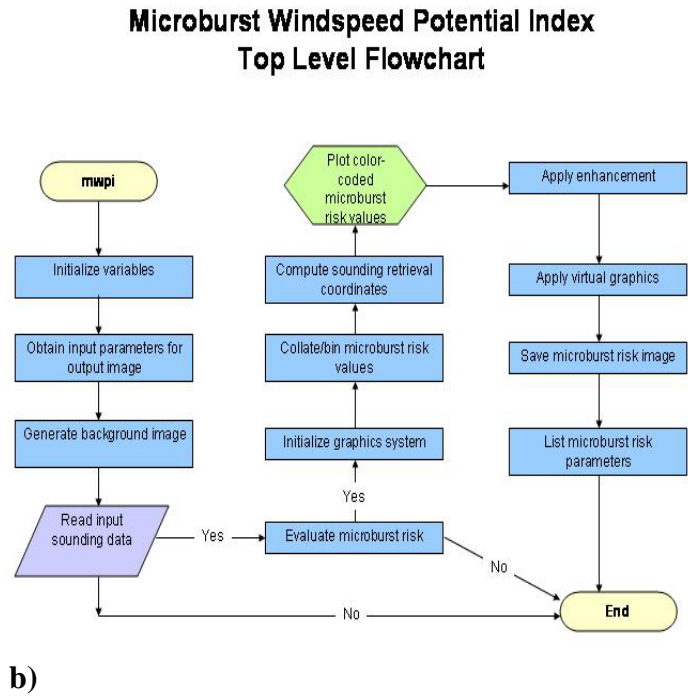 Microburst Windspeed Potential Index
Top Level Flowchart
mwpi
Initialize variables
Obtain input parameters for
output image
Generate background image
Read input
sounding data
Yes
No
Evaluate microburst risk
Yes
No
Initialize graphics system
Collate/bin microburst risk
values
Compute sounding retrieval
coordinates
Plot color-
coded
microburst
risk values
Apply enhancement
Apply virtual graphics
Save microburst risk image
List microburst risk
parameters
End
b)